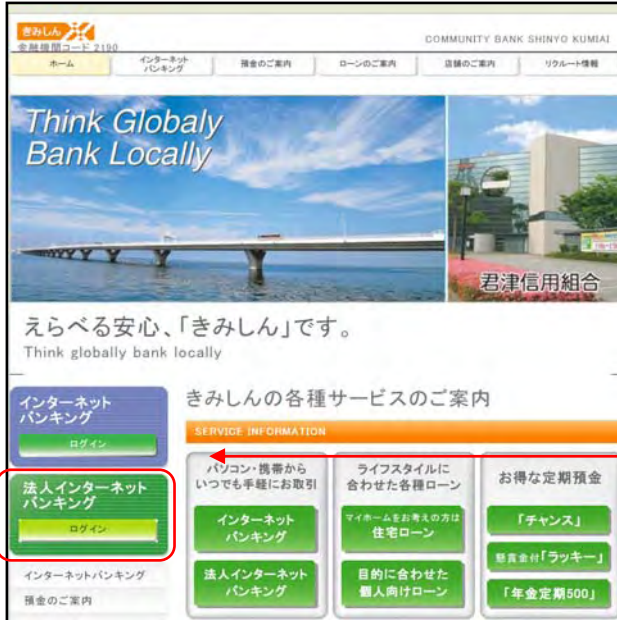 きみしん
金融機関コード 2190
COMMUNITY BANK SHINYO KUMIAI
ホーム
インターネット
バンキング
預金のご案内
ローンのご案内
店舗のご案内
リクルート情報
Think Globaly
Bank Locally
君津信用組合
えらべる安心、「きみしん」です。
Think globally bank locally
インターネット
バンキング
ログイン
法人インターネット
バンキング
ログイン
インターネットバンキング
預金のご案内
きみしんの各種サービスのご案内
SERVICE INFORMATION
パソコン・携帯から
いつでも手軽にお取引
インターネット
バンキング
法人インターネット
バンキング
ライフスタイルに
合わせた各種ローン
マイホームをお考えの方は
住宅ローン
目的に合わせた
個人向けローン
お得な定期預金
「チャンス」
懸賞金付「ラッキー」
「年金定期500」